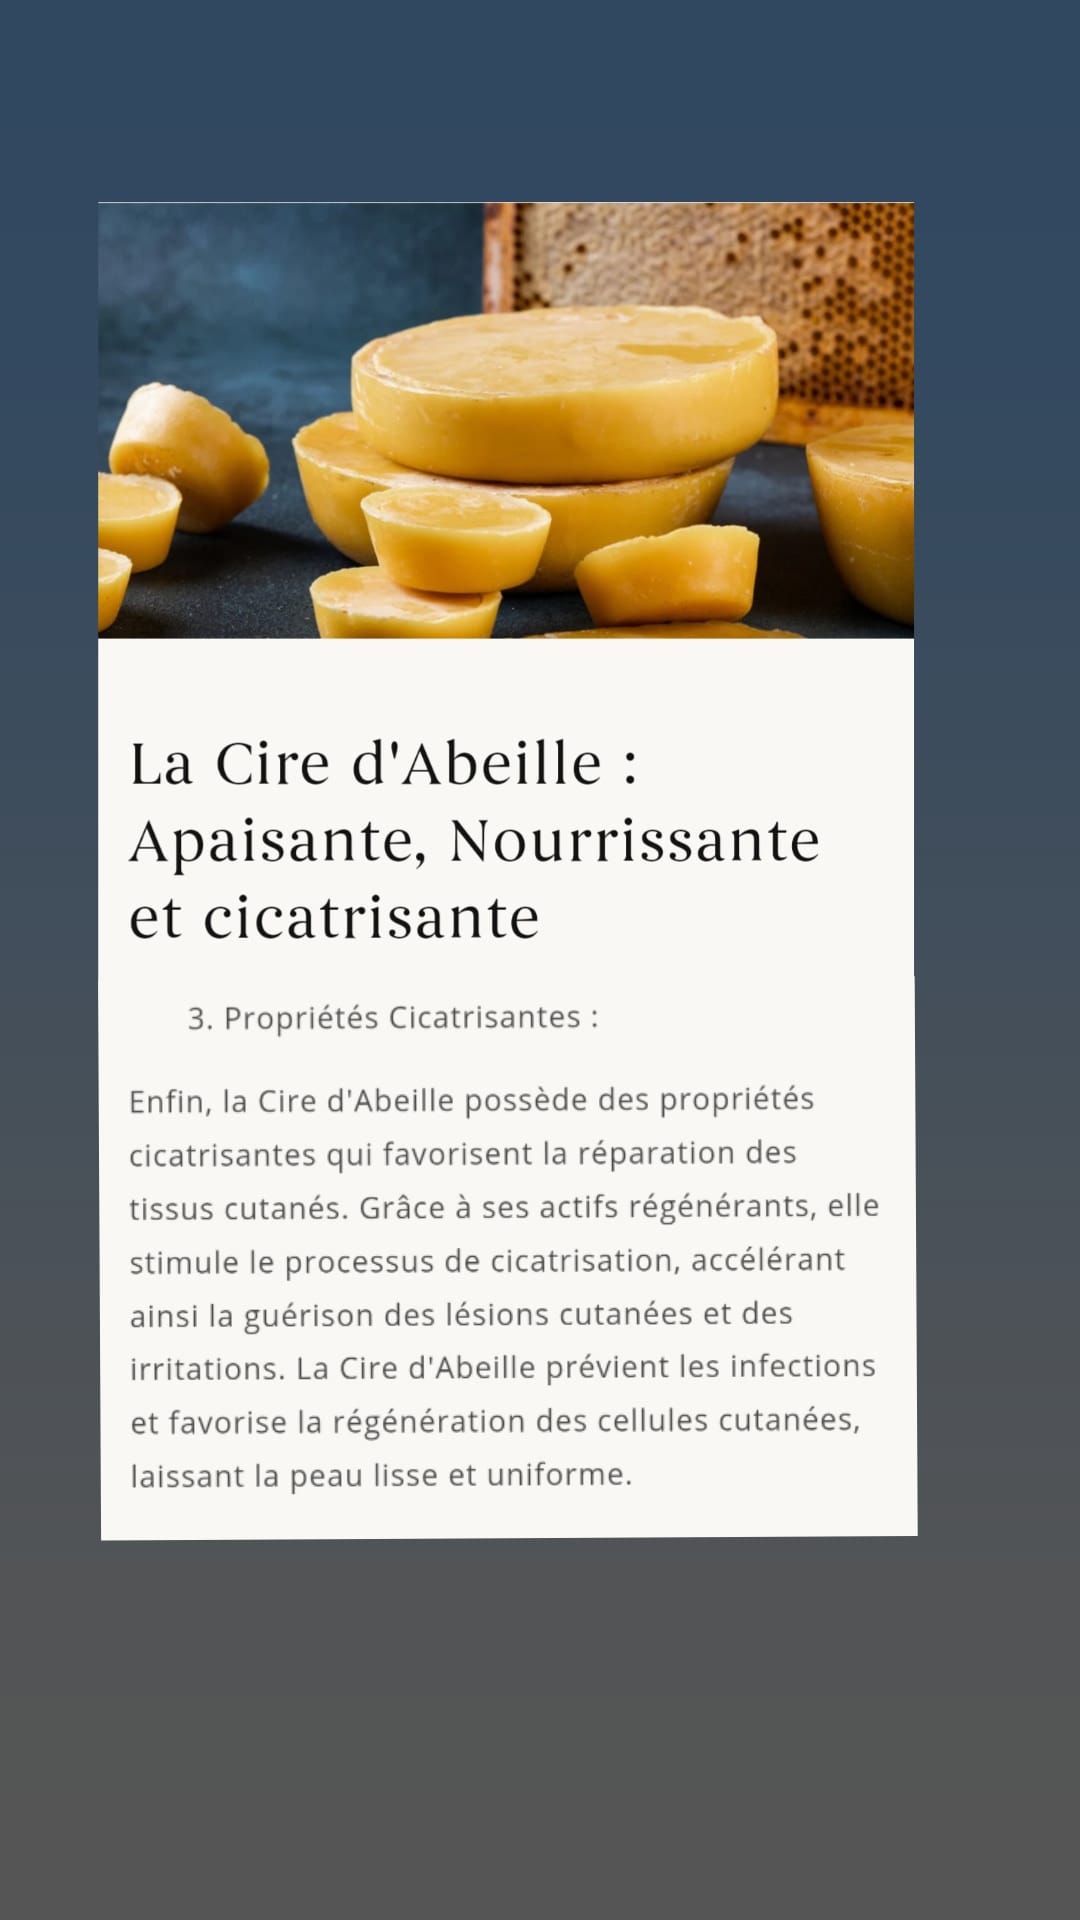 La Cire d'Abeille :
Apaisante, Nourrissante
et cicatrisante
3. Propriétés Cicatrisantes :
Enfin, la Cire d'Abeille possède des propriétés
cicatrisantes qui favorisent la réparation des
tissus cutanés. Grâce à ses actifs régénérants, elle
stimule le processus de cicatrisation, accélérant
ainsi la guérison des lésions cutanées et des
irritations. La Cire d'Abeille prévient les infections
et favorise la régénération des cellules cutanées,
laissant la peau lisse et uniforme.